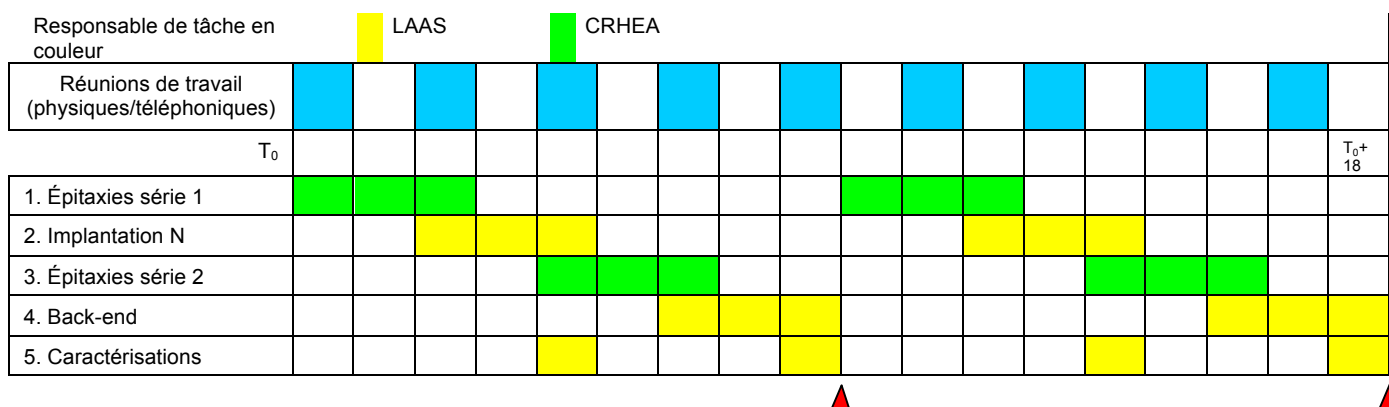 Responsable de tâche en
couleur
LAAS
CRHEA
Réunions de travail
(physiques/téléphoniques)
T₀
T₀+
18
1. Épitaxies série 1
2. Implantation N
3. Épitaxies série 2
4. Back-end
5. Caractérisations